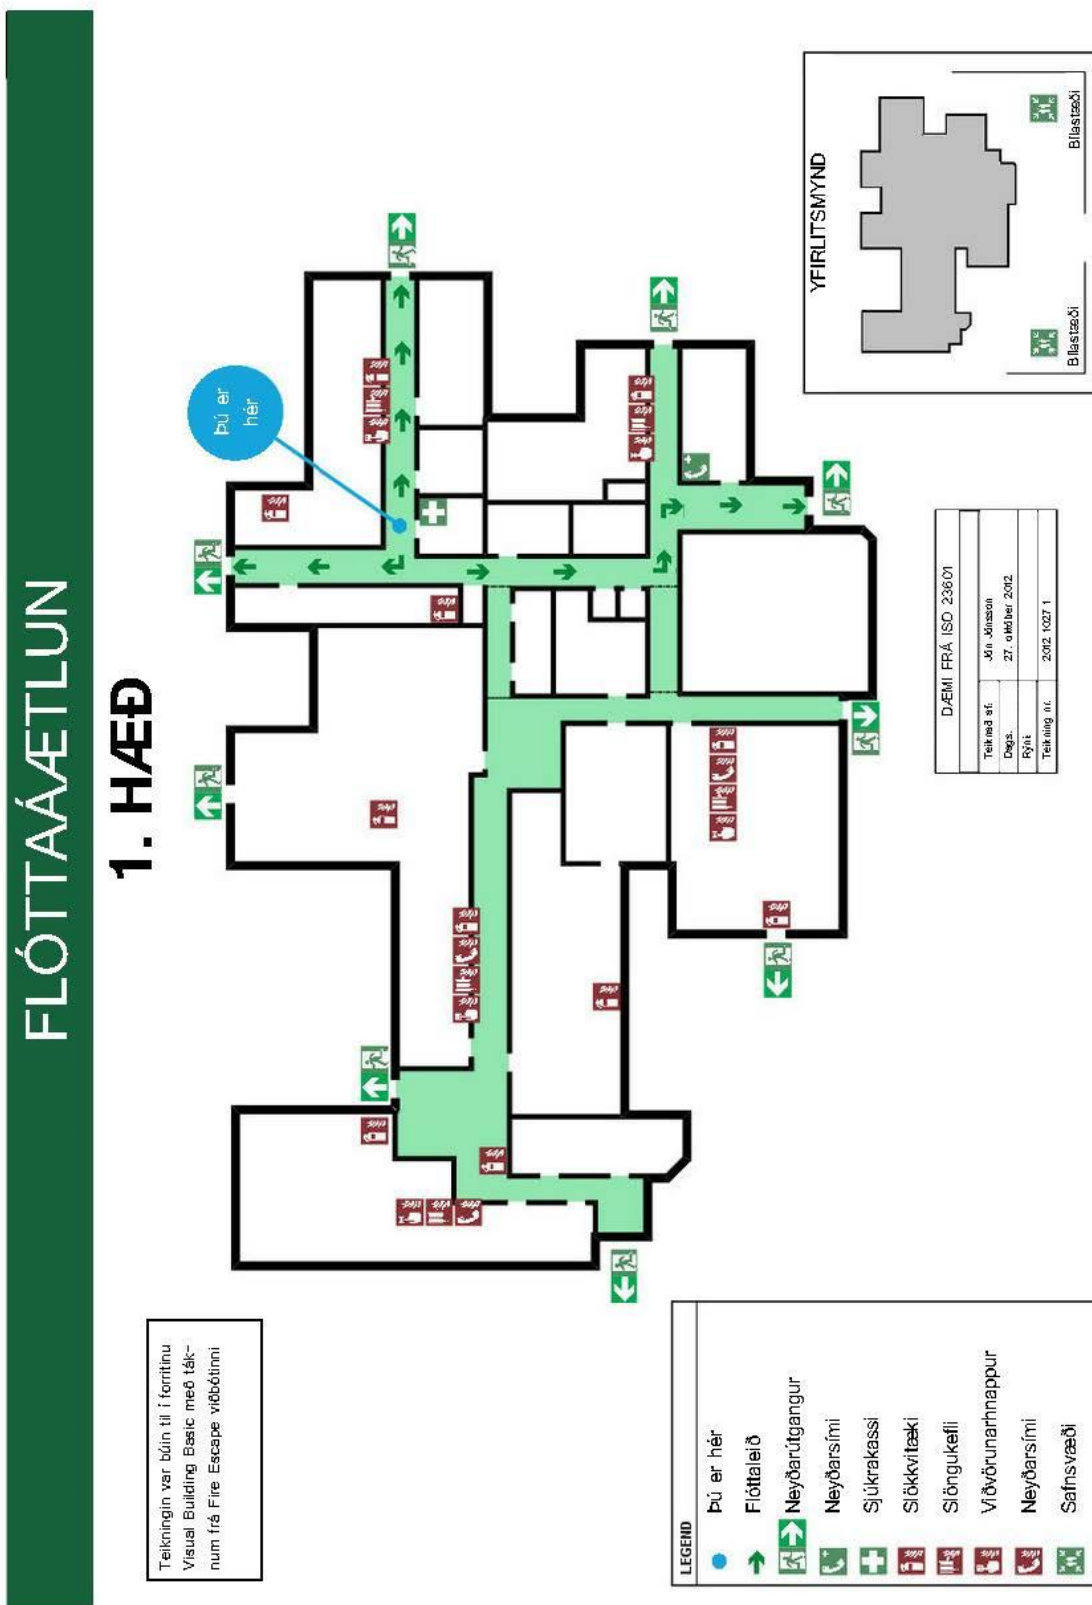 FLÓTTAÁÆTLUN
1. HÆÐ
Þú er
hér
Teikningin var búin til í forritinu
Visual Building Basic með ták-
num frá Fire Escape viðbótinni
LEGEND
Þú er hér
Flóttaleið
Neyðarútgangur
Neyðarsími
Sjúkrakassi
Slökkvitæki
Slöngukefli
Viðvörunarhnappur
Neyðarsími
Safnsvæði
DÆMI FRÁ ISO 23601
Teiknað af: Jón Jónsson
Dags. 27. október 2012
Rýni:
Teikning nr. 2012 1027 1
YFIRLITSMYND
Bílastæði
Bílastæði